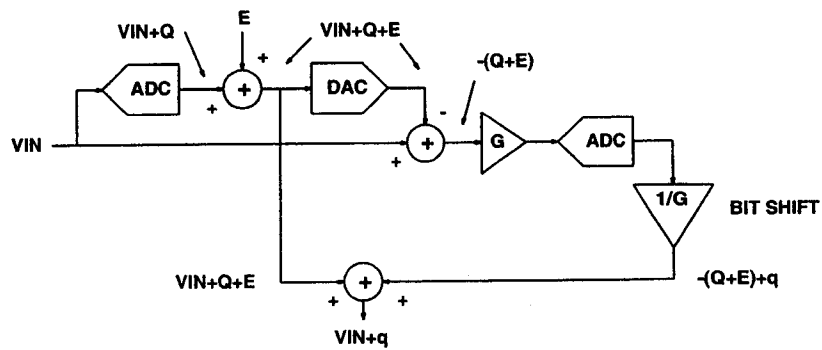 VIN+Q
E
VIN+Q+E
+
-(Q+E)
ADC
+
+
DAC
-
VIN
+
+
G
ADC
1/G
BIT SHIFT
VIN+Q+E
+
+
+
-(Q+E)+q
VIN+q